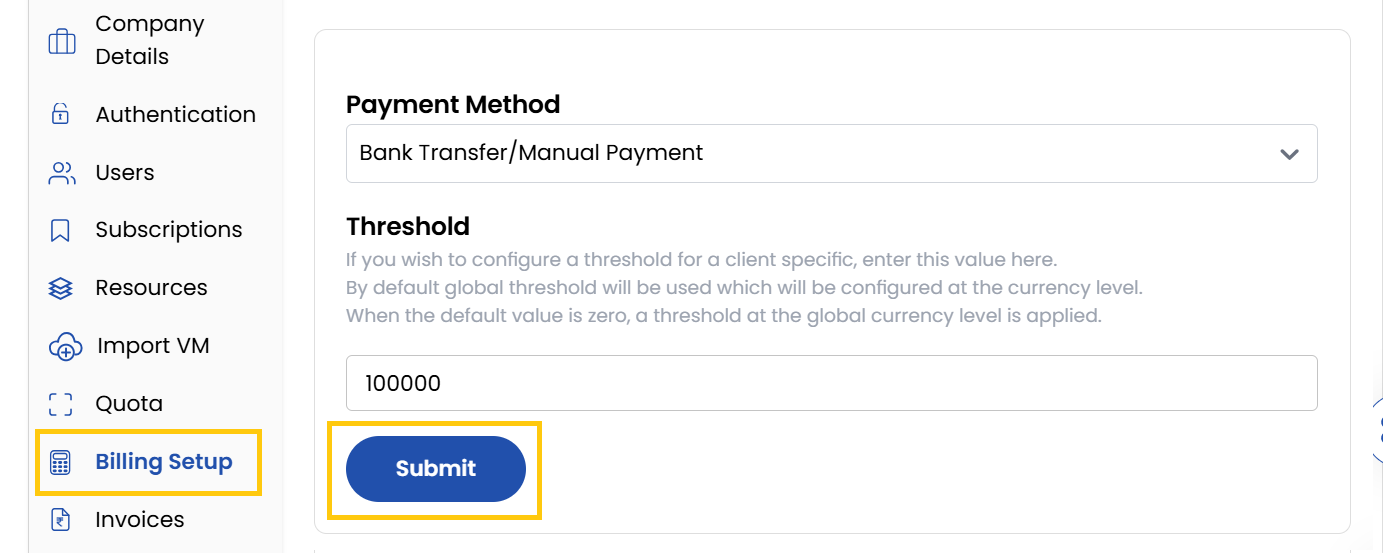 Company
Details
Authentication
Users
Subscriptions
Resources
Import VM
Quota
Billing Setup
Invoices
Payment Method
Bank Transfer/Manual Payment
Threshold
If you wish to configure a threshold for a client specific, enter this value here.
By default global threshold will be used which will be configured at the currency level.
When the default value is zero, a threshold at the global currency level is applied.
100000
Submit